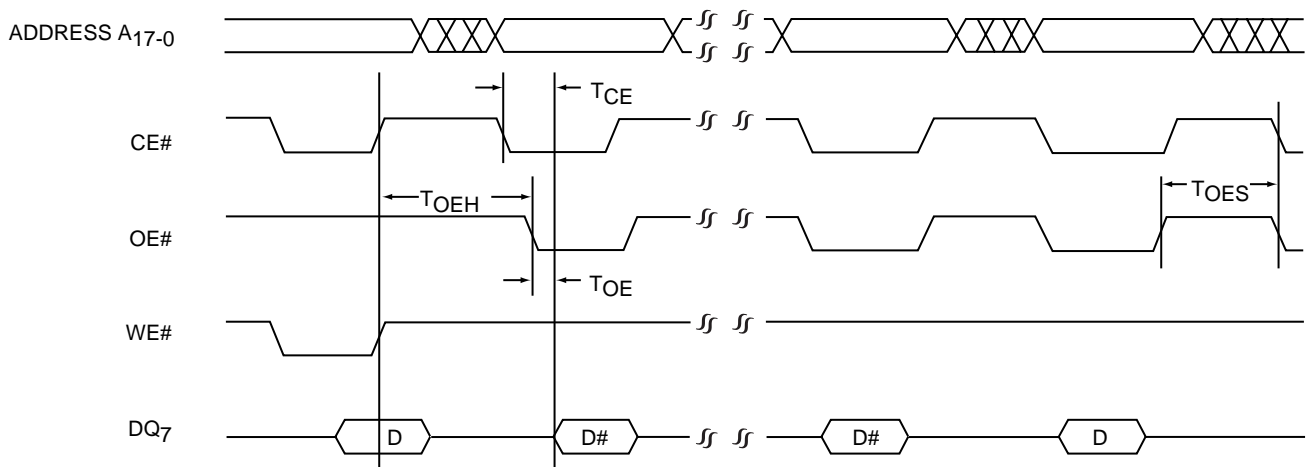 ADDRESS A17-0
TCE
CE#
TOEH
TOES
OE#
TOE
WE#
DQ7
D
D#
D#
D